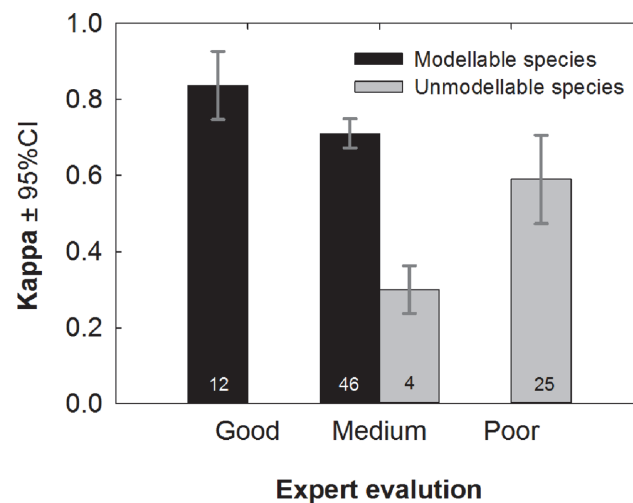 1.0
0.8
0.6
0.4
0.2
0.0
Kappa ± 95%CI
Modellable species
Unmodellable species
12
46
4
25
Good Medium Poor
Expert evalution